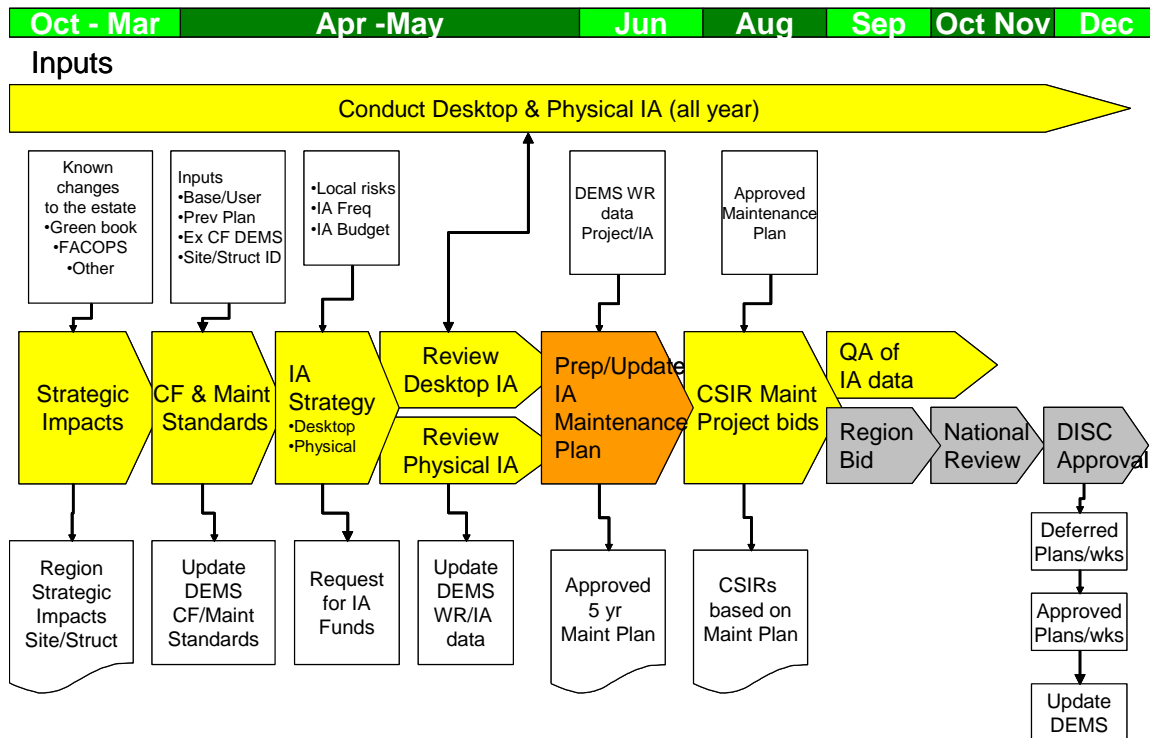 Oct - Mar
Apr -May
Jun
Aug
Sep
Oct Nov
Dec
Inputs
Conduct Desktop & Physical IA (all year)
Known
changes
to the estate
•Green book
•FACOPS
•Other
Inputs
•Base/User
•Prev Plan
•Ex CF DEMS
•Site/Struct ID
•Local risks
•IA Freq
•IA Budget
DEMS WR
data
Project/IA
Approved
Maintenance
Plan
Strategic
Impacts
CF & Maint
Standards
IA
Strategy
•Desktop
•Physical
Review
Desktop IA
Review
Physical IA
Prep/Update
IA
Maintenance
Plan
CSIR Maint
Project bids
QA of
IA data
Region
Bid
National
Review
DISC
Approval
Region
Strategic
Impacts
Site/Struct
Update
DEMS
CF/Maint
Standards
Request
for IA
Funds
Update
DEMS
WR/IA
data
Approved
5 yr
Maint Plan
CSIRs
based on
Maint Plan
Deferred
Plans/wks
Approved
Plans/wks
Update
DEMS